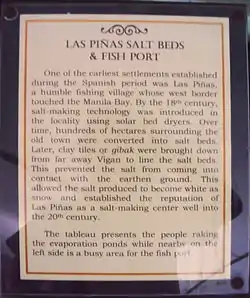 LAS PIÑAS SALT BEDS
& FISH PORT
One of the earliest settlements established
during the Spanish period was Las Piñas,
a humble fishing village whose west border
touched the Manila Bay. By the 18th century,
salt-making technology was introduced in
the locality using solar bed dryers. Over
time, hundreds of hectares surrounding the
old town were converted into salt beds.
Later, clay tiles or gibak were brought down
from far away Vigan to line the salt beds.
This prevented the salt from coming into
contact with the earthen ground. This
allowed the salt produced to become white as
snow and established the reputation of
Las Piñas as a salt-making center well into
the 20th century.
The tableau presents the people raking
the evaporation ponds while nearby on the
left side is a busy area for the fish port.